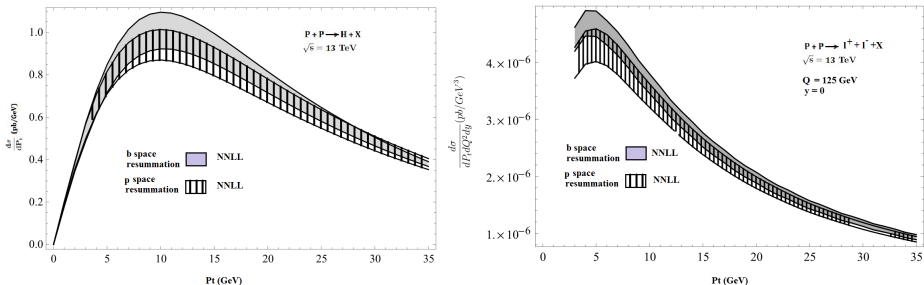 P + P → H + X
√s = 13 TeV
dσ/dPt (pb/GeV)
1.0
0.8
0.6
0.4
0.2
0.0
b space
resummation
NNLL
p space
resummation
NNLL
0 5 10 15 20 25 30 35
Pt (GeV)
P + P → l⁺ + l⁻ + X
√s = 13 TeV
Q = 125 GeV
y = 0
dσ/dPₜdQ²dy (pb/GeV³)
4.×10⁻⁶
3.×10⁻⁶
2.×10⁻⁶
1.×10⁻⁶
b space
resummation
NNLL
p space
resummation
NNLL
0 5 10 15 20 25 30 35
Pt (GeV)